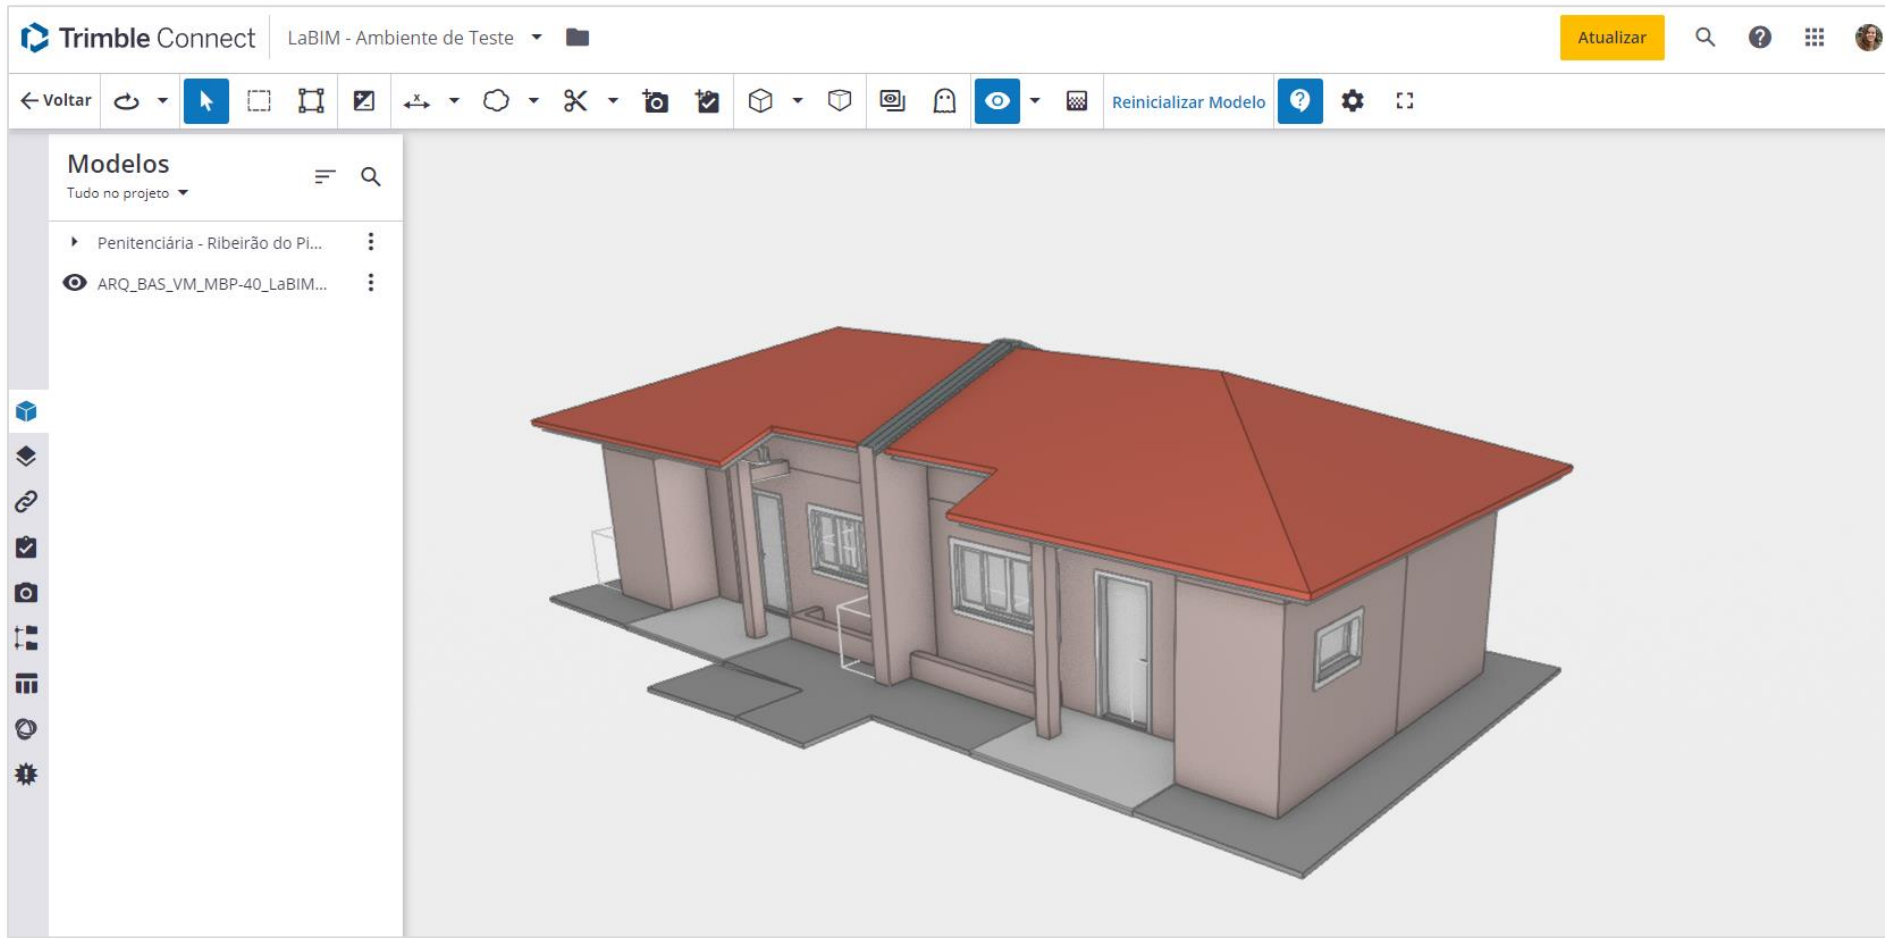 Trimble Connect
LaBIM - Ambiente de Teste
Atualizar
Voltar
Reinicializar Modelo
Modelos
Tudo no projeto
Penitenciária - Ribeirão do Pi...
ARQ_BAS_VM_MBP-40_LaBIM...